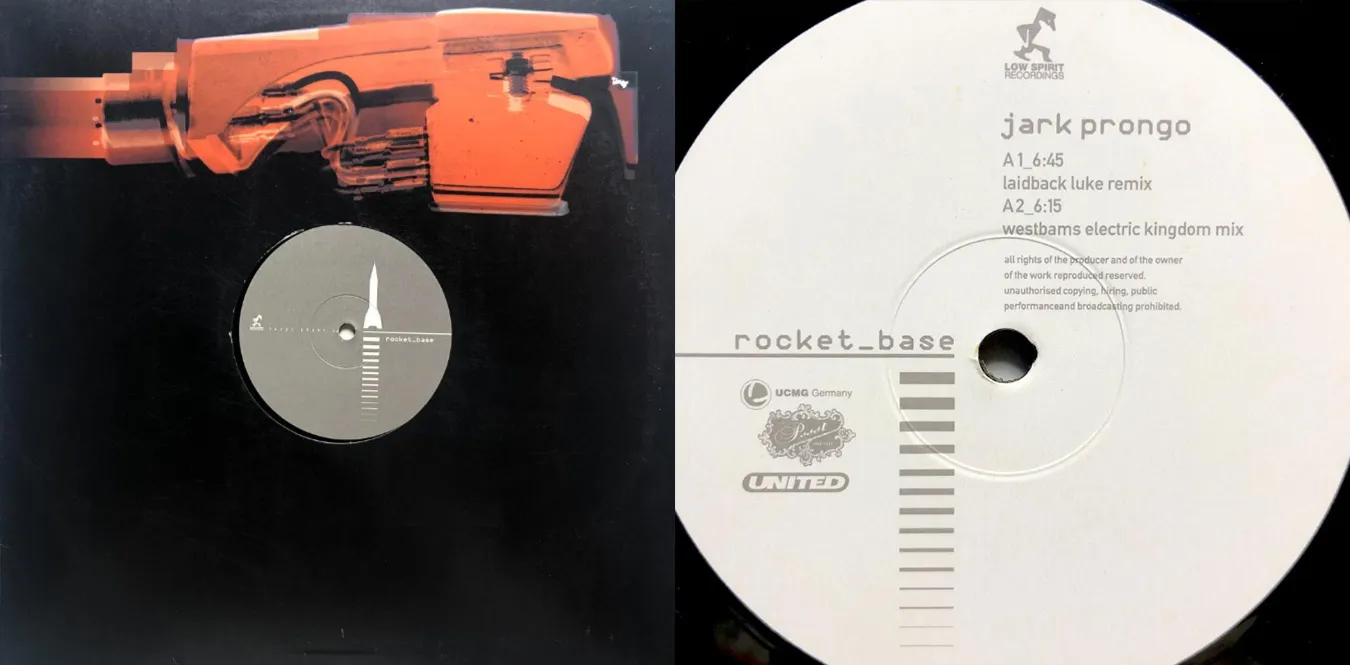 rocket_base
LOW SPIRIT
RECORDINGS
jark prongo
A1_6:45
laidback luke remix
A2_6:15
westbams electric kingdom mix
all rights of the producer and of the owner
of the work reproduced reserved.
unauthorised copying, hiring, public
performanceand broadcasting prohibited.
rocket_base
UCMG Germany
UNITED